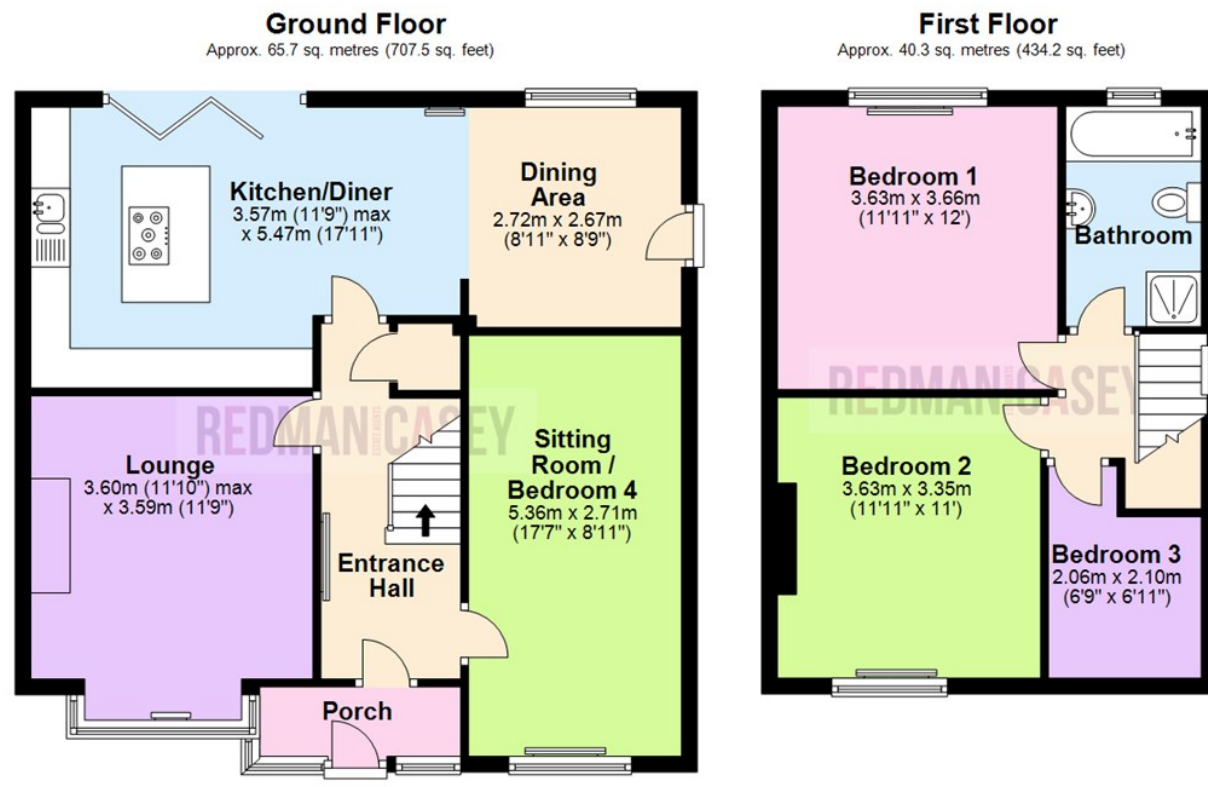 Ground Floor
Approx. 65.7 sq. metres (707.5 sq. feet)
Kitchen/Diner
3.57m (11'9") max
x 5.47m (17'11")
Dining
Area
2.72m x 2.67m
(8'11" x 8'9")
Lounge
3.60m (11'10") max
x 3.59m (11'9")
Sitting
Room /
Bedroom 4
5.36m x 2.71m
(17'7" x 8'11")
Entrance
Hall
Porch
REDMAN CASEY
First Floor
Approx. 40.3 sq. metres (434.2 sq. feet)
Bedroom 1
3.63m x 3.66m
(11'11" x 12')
Bathroom
REDMAN CASEY
Bedroom 2
3.63m x 3.35m
(11'11" x 11')
Bedroom 3
2.06m x 2.10m
(6'9" x 6'11")